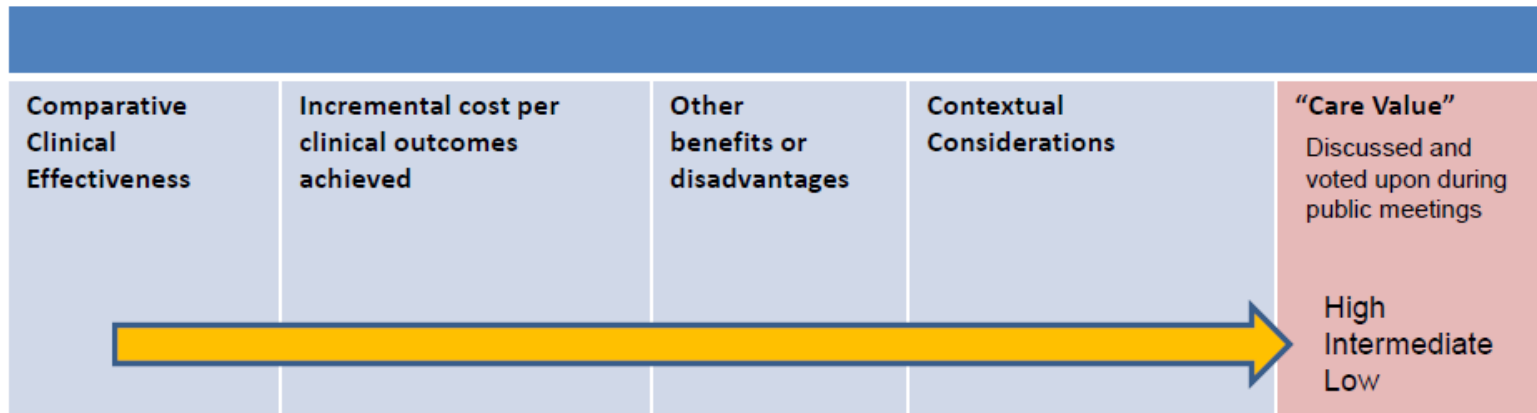 Comparative
Clinical
Effectiveness
Incremental cost per
clinical outcomes
achieved
Other
benefits or
disadvantages
Contextual
Considerations
“Care Value”
Discussed and
voted upon during
public meetings
High
Intermediate
Low